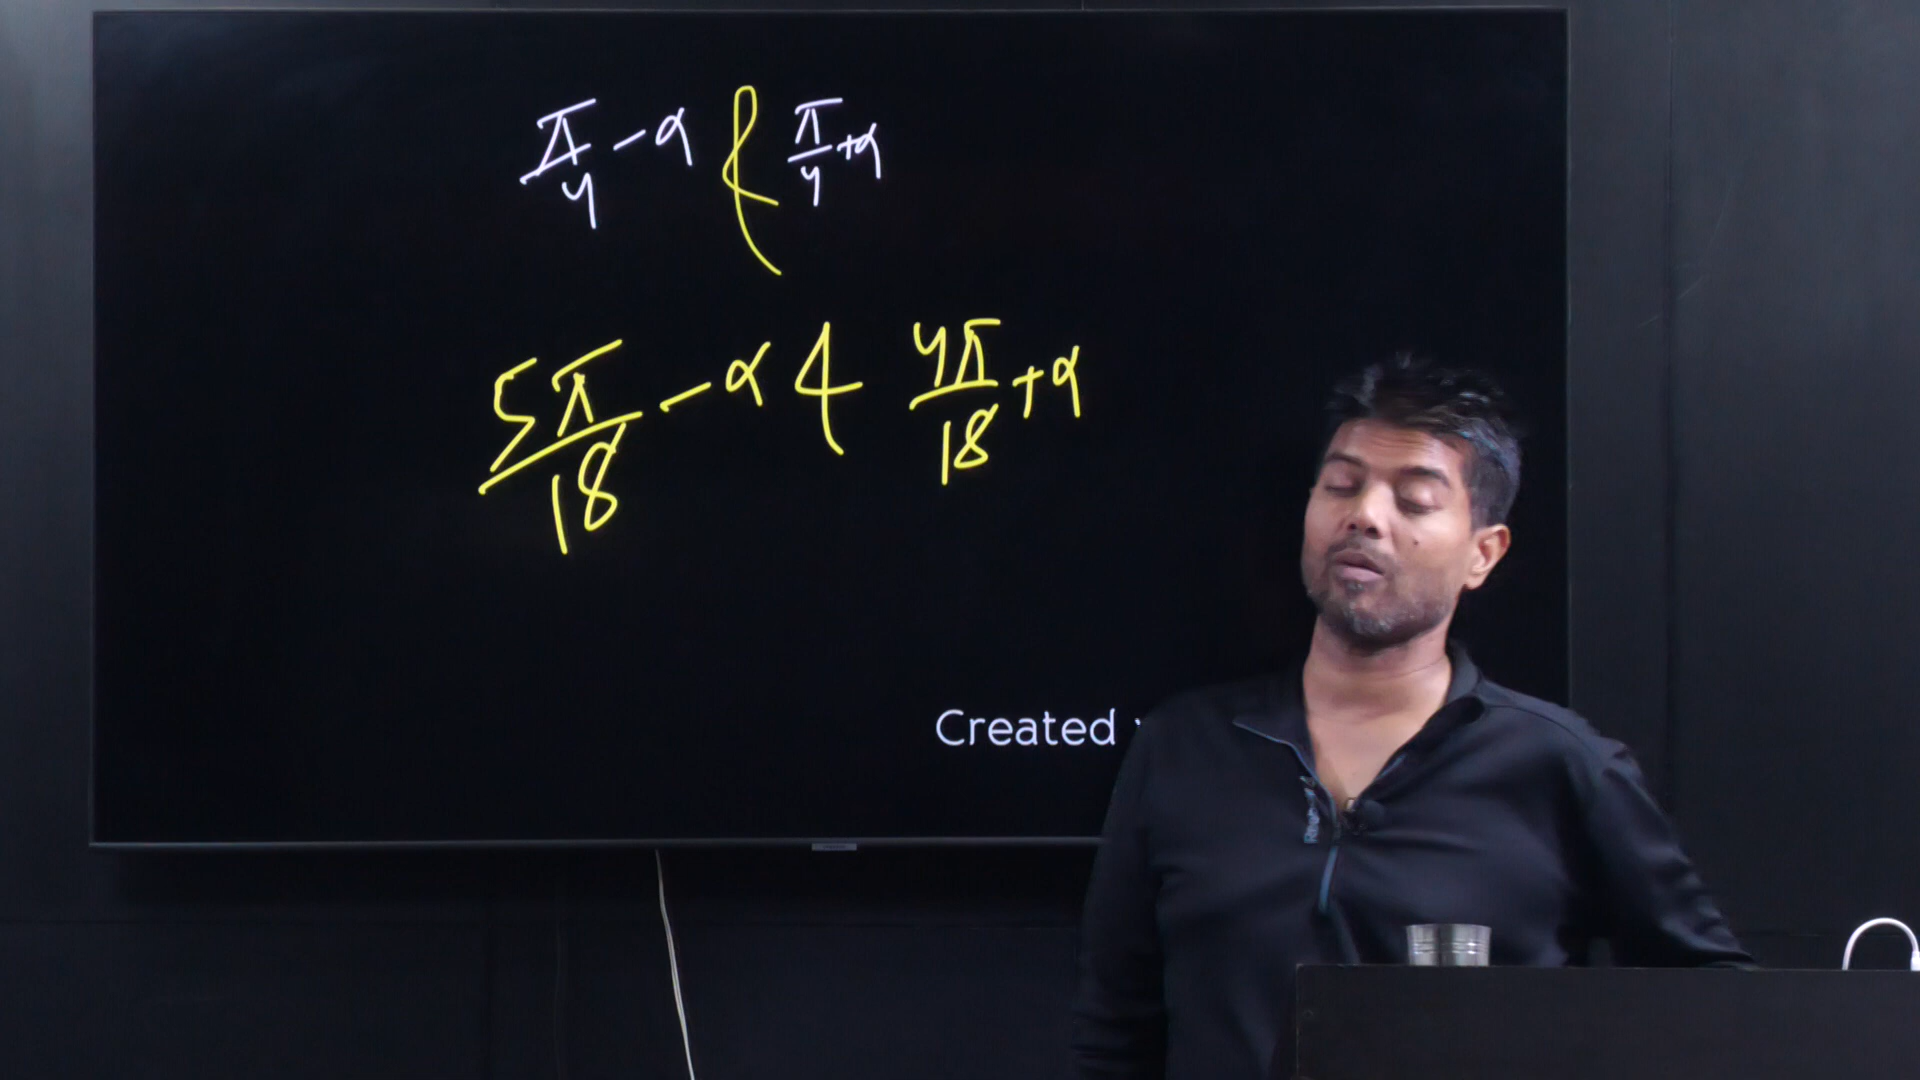 π/4 - α & π/4 + α
5π/18 - α & 4π/18 + α
Created